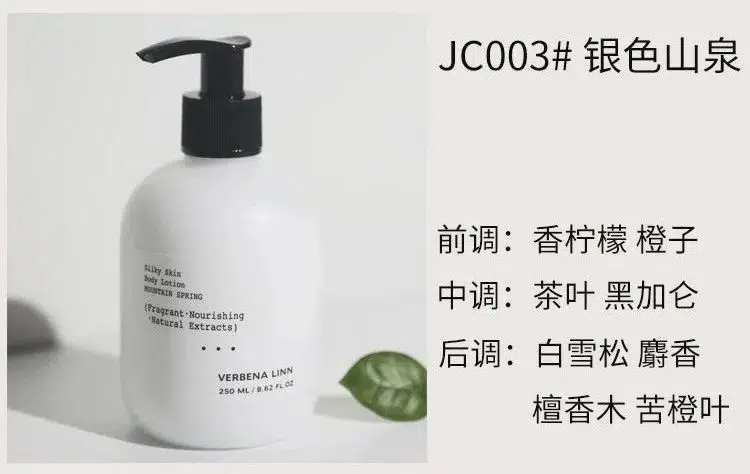 JC003# 银色山泉
前调：香柠檬 橙子
中调：茶叶 黑加仑
后调：白雪松 麝香
檀香木 苦橙叶
Silky Skin
Body Lotion
MOUNTAIN SPRING
(Fragrant·Nourishing
·Natural Extracts)
VERBENA LINN
250 ML / 8.62 FL OZ